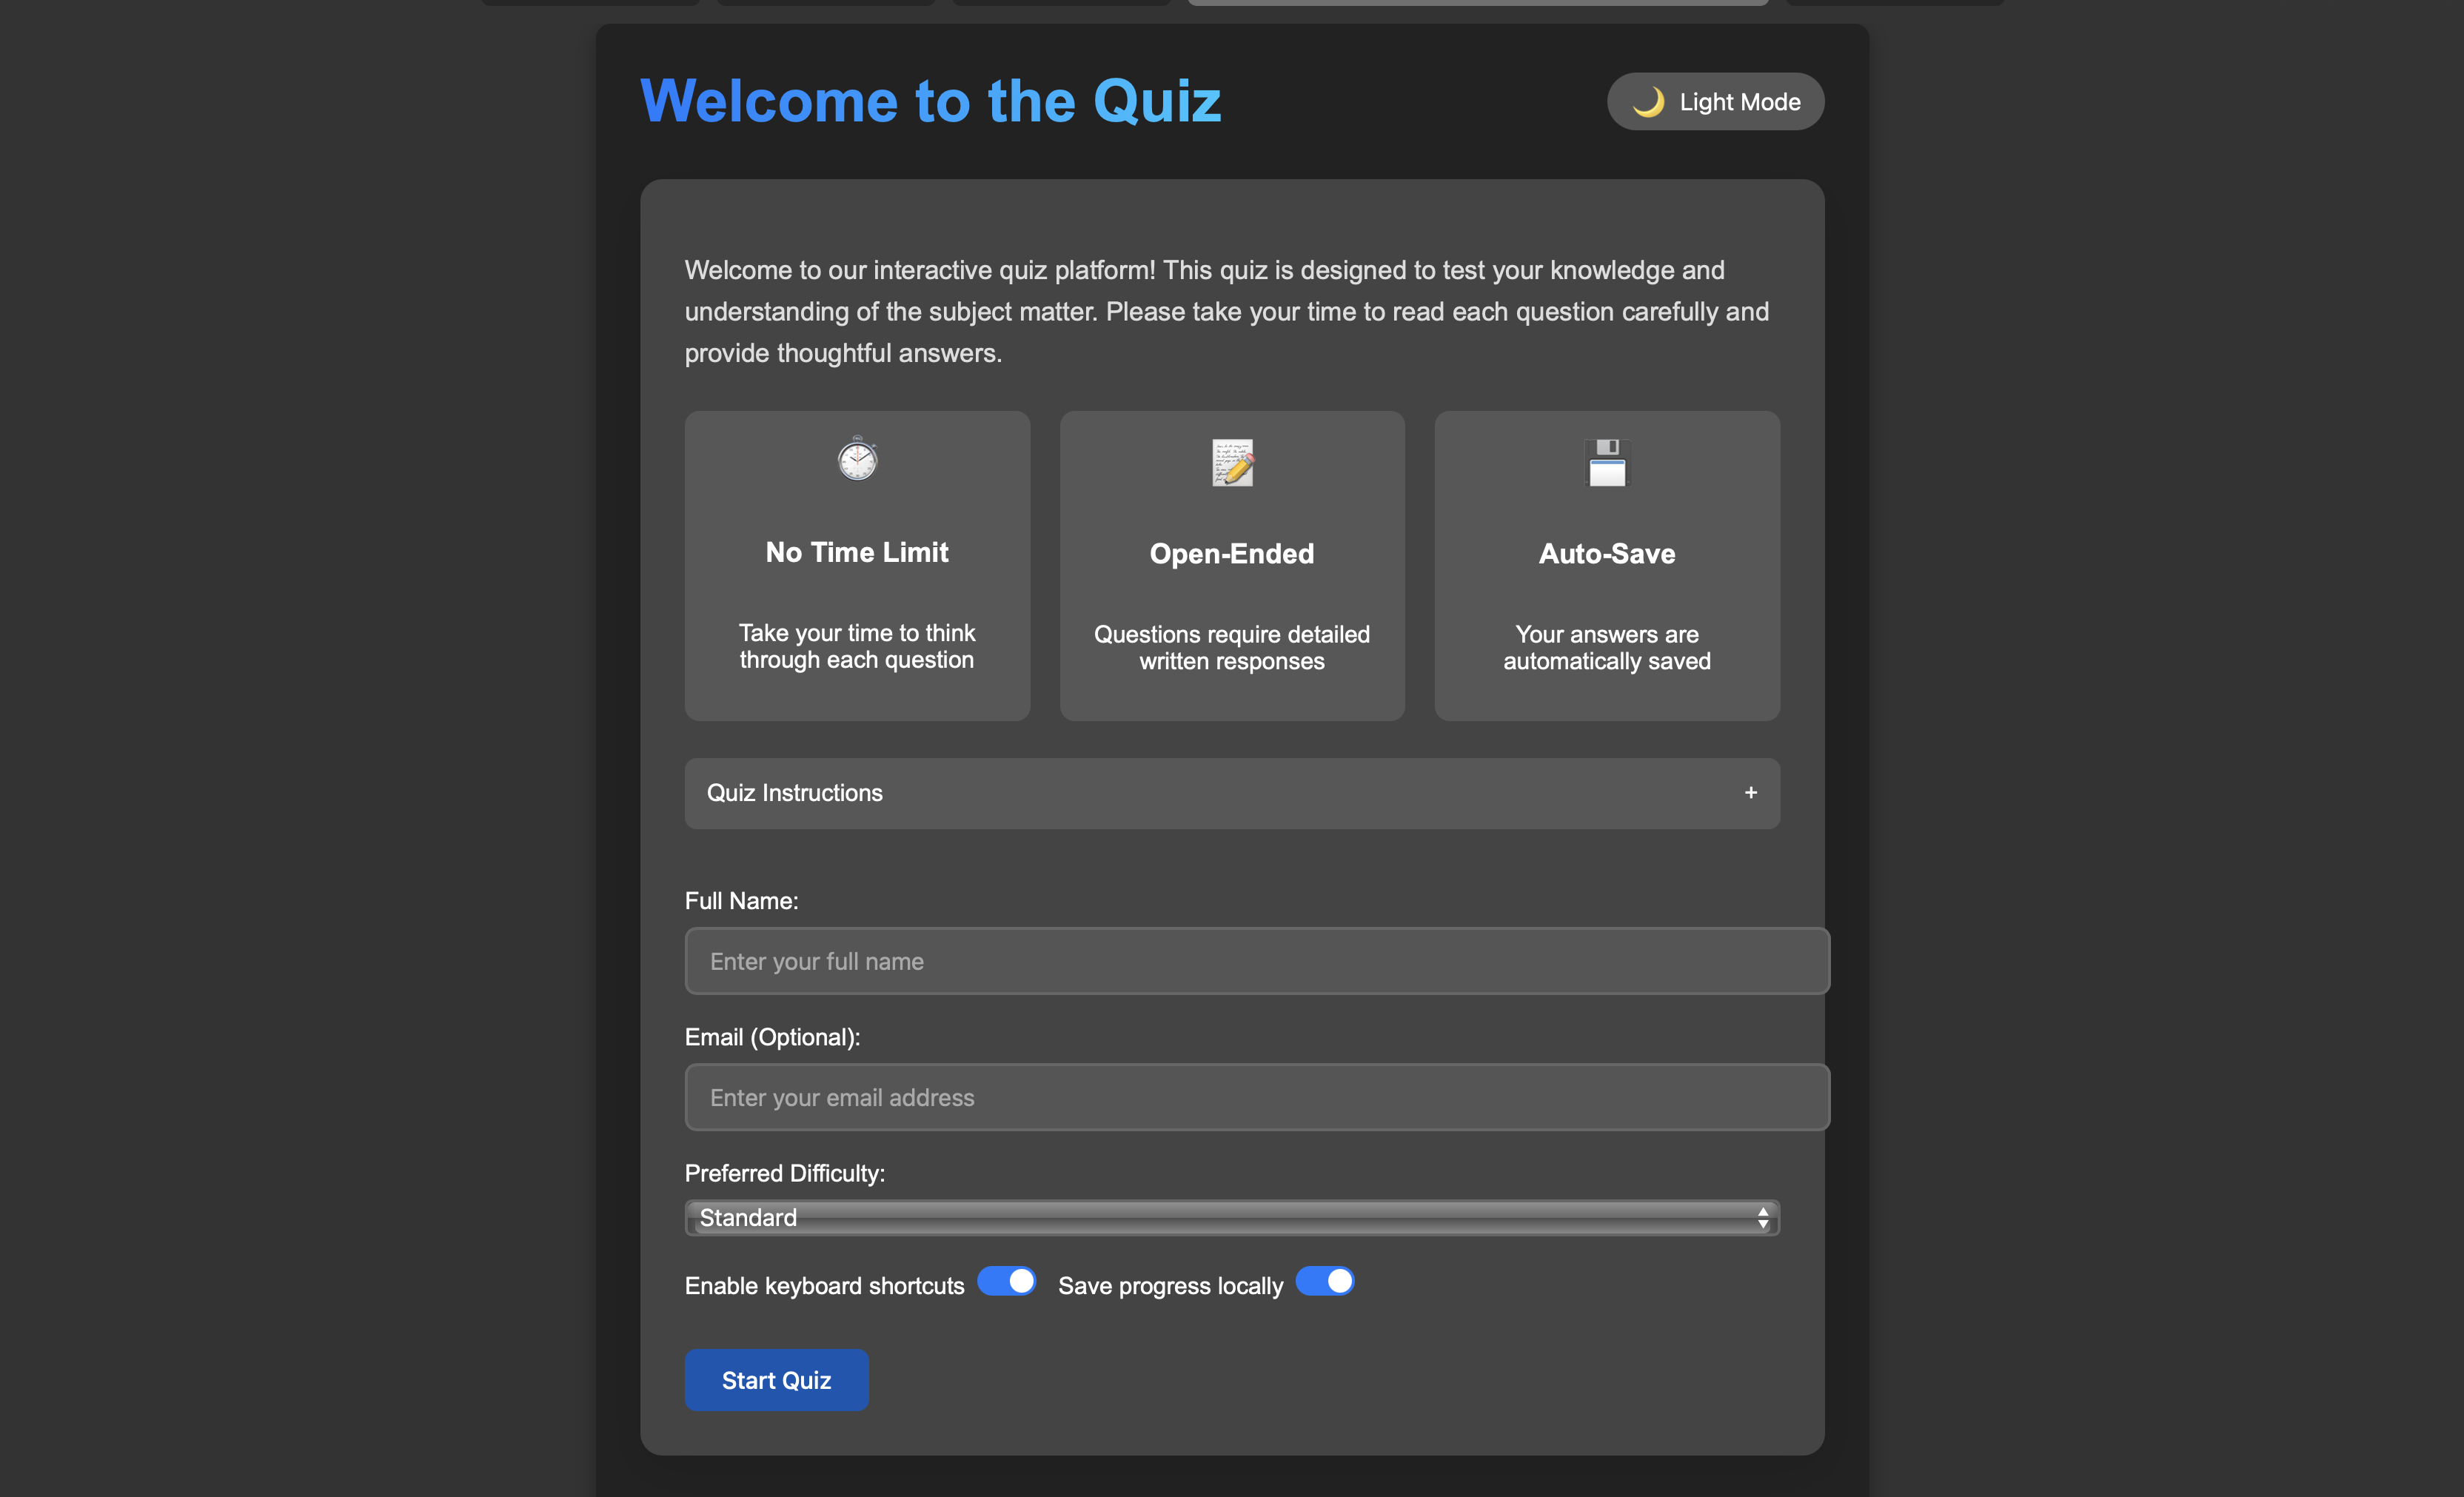 Welcome to the Quiz
Light Mode
Welcome to our interactive quiz platform! This quiz is designed to test your knowledge and
understanding of the subject matter. Please take your time to read each question carefully and
provide thoughtful answers.
No Time Limit
Take your time to think
through each question
Open-Ended
Questions require detailed
written responses
Auto-Save
Your answers are
automatically saved
Quiz Instructions +
Full Name:
Enter your full name
Email (Optional):
Enter your email address
Preferred Difficulty:
Standard
Enable keyboard shortcuts Save progress locally
Start Quiz